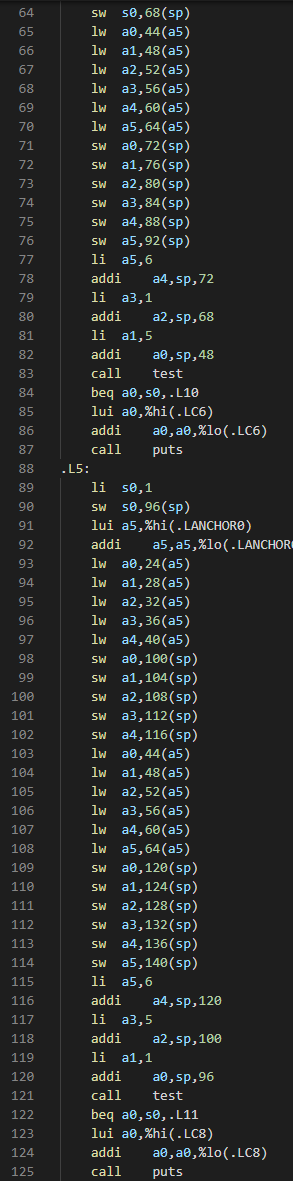 64 sw s0,68(sp)
65 lw a0,44(a5)
66 lw a1,48(a5)
67 lw a2,52(a5)
68 lw a3,56(a5)
69 lw a4,60(a5)
70 lw a5,64(a5)
71 sw a0,72(sp)
72 sw a1,76(sp)
73 sw a2,80(sp)
74 sw a3,84(sp)
75 sw a4,88(sp)
76 sw a5,92(sp)
77 li a5,6
78 addi a4,sp,72
79 li a3,1
80 addi a2,sp,68
81 li a1,5
82 addi a0,sp,48
83 call test
84 beq a0,s0,.L10
85 lui a0,%hi(.LC6)
86 addi a0,a0,%lo(.LC6)
87 call puts
88 .L5:
89 li s0,1
90 sw s0,96(sp)
91 lui a5,%hi(.LANCHOR0)
92 addi a5,a5,%lo(.LANCHOR0
93 lw a0,24(a5)
94 lw a1,28(a5)
95 lw a2,32(a5)
96 lw a3,36(a5)
97 lw a4,40(a5)
98 sw a0,100(sp)
99 sw a1,104(sp)
100 sw a2,108(sp)
101 sw a3,112(sp)
102 sw a4,116(sp)
103 lw a0,44(a5)
104 lw a1,48(a5)
105 lw a2,52(a5)
106 lw a3,56(a5)
107 lw a4,60(a5)
108 lw a5,64(a5)
109 sw a0,120(sp)
110 sw a1,124(sp)
111 sw a2,128(sp)
112 sw a3,132(sp)
113 sw a4,136(sp)
114 sw a5,140(sp)
115 li a5,6
116 addi a4,sp,120
117 li a3,5
118 addi a2,sp,100
119 li a1,1
120 addi a0,sp,96
121 call test
122 beq a0,s0,.L11
123 lui a0,%hi(.LC8)
124 addi a0,a0,%lo(.LC8)
125 call puts